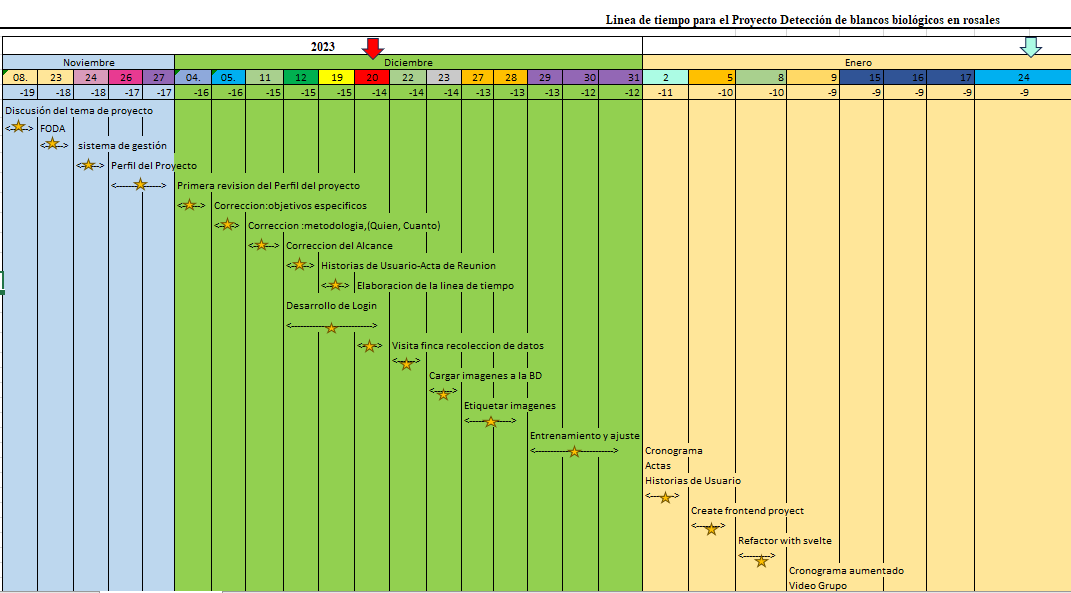 Línea de tiempo para el Proyecto Detección de blancos biológicos en rosales
2023
Noviembre Diciembre Enero
08. 23 24 26 27 04. 05. 11 12 19 20 22 23 27 28 29 30 31 2 5 8 9 15 16 17 24
-19 -18 -18 -17 -17 -16 -16 -15 -15 -15 -14 -14 -14 -13 -13 -13 -12 -12 -11 -10 -10 -9 -9 -9 -9 -9
Discusión del tema de proyecto
FODA
sistema de gestión
Perfil del Proyecto
Primera revision del Perfil del proyecto
Correccion:objetivos especificos
Correccion :metodologia,(Quien, Cuanto)
Correccion del Alcance
Historias de Usuario-Acta de Reunion
Elaboracion de la linea de tiempo
Desarrollo de Login
Visita finca recoleccion de datos
Cargar imagenes a la BD
Etiquetar imagenes
Entrenamiento y ajuste
Cronograma
Actas
Historias de Usuario
Create frontend proyect
Refactor with svelte
Cronograma aumentado
Video Grupo